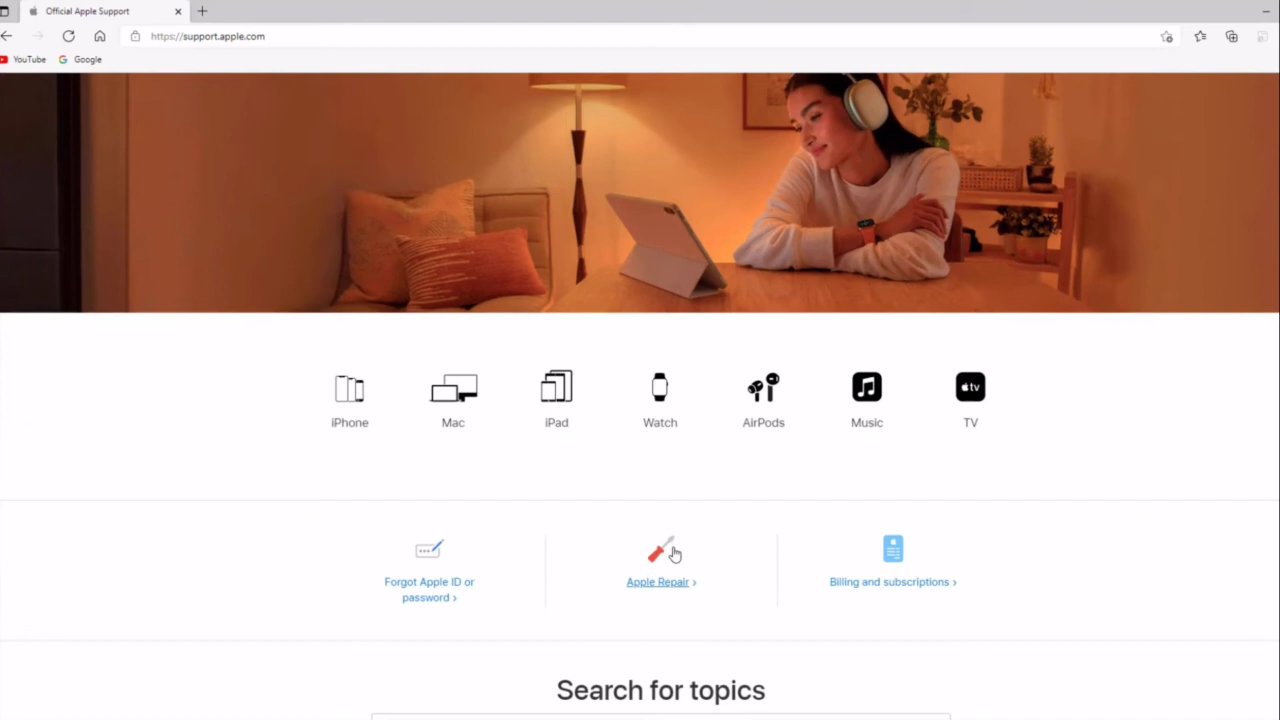 Official Apple Support
https://support.apple.com
YouTube
Google
iPhone
Mac
iPad
Watch
AirPods
Music
tv
TV
Forgot Apple ID or
password ›
Apple Repair ›
Billing and subscriptions ›
Search for topics